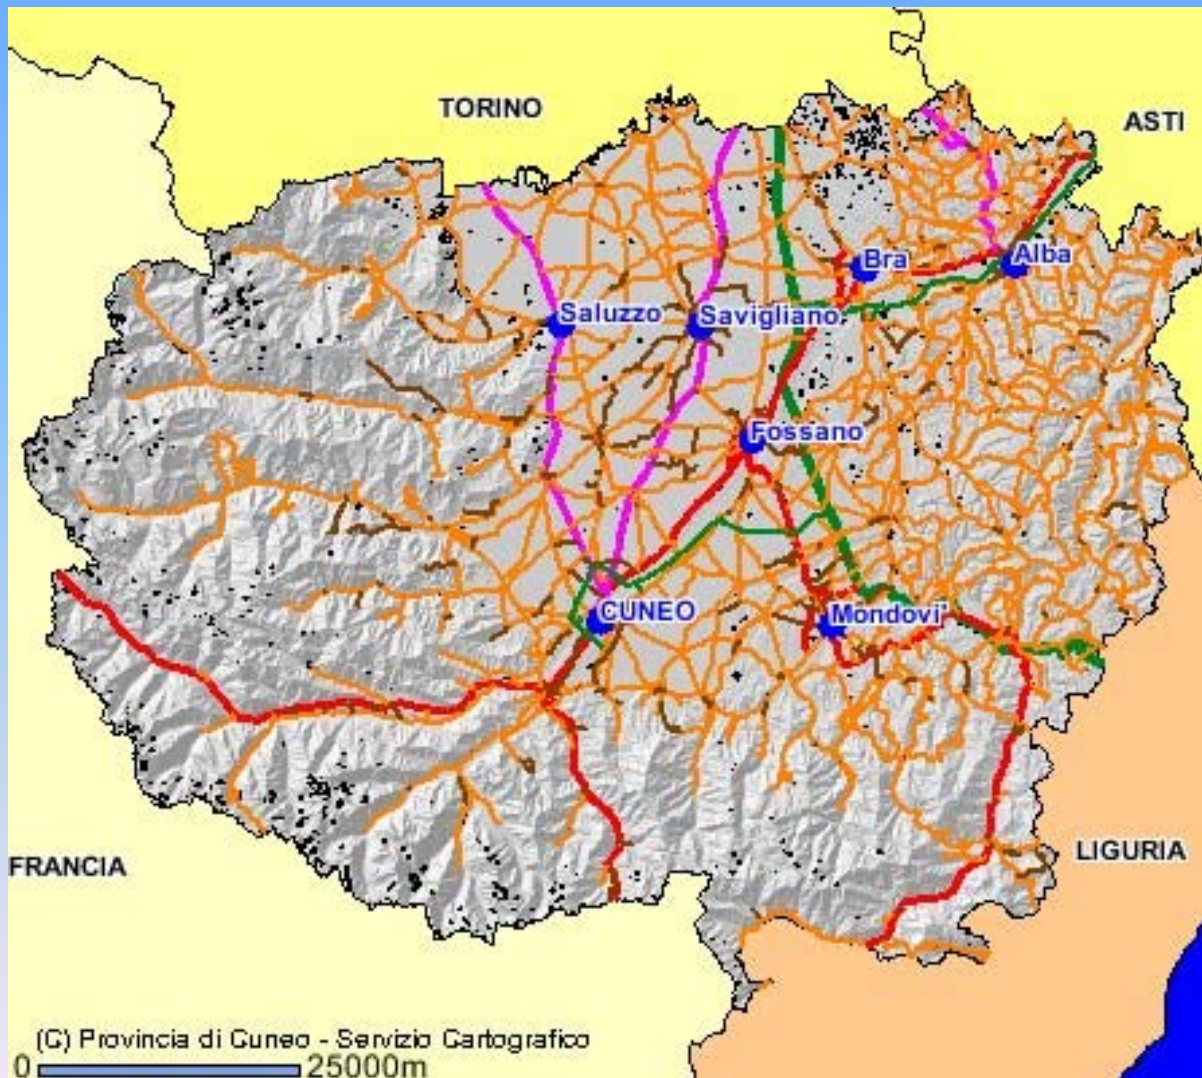 TORINO
ASTI
Bra
Alba
Saluzzo
Savigliano
Fossano
CUNEO
Mondovi'
FRANCIA
LIGURIA
(C) Provincia di Cuneo - Servizio Cartografico
0 25000m